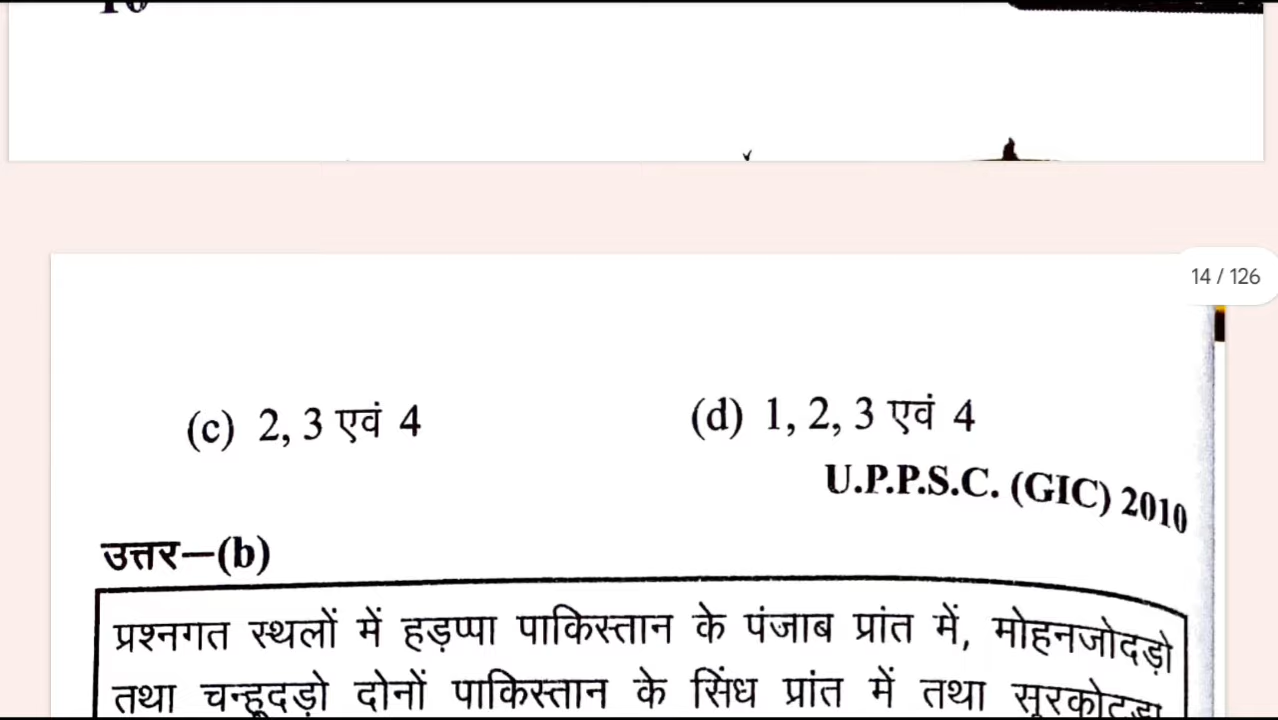 14 / 126
(c) 2, 3 एवं 4 (d) 1, 2, 3 एवं 4
U.P.P.S.C. (GIC) 2010
उत्तर–(b)
प्रश्नगत स्थलों में हड़प्पा पाकिस्तान के पंजाब प्रांत में, मोहनजोदड़ो
तथा चन्हूदड़ो दोनों पाकिस्तान के सिंध प्रांत में तथा